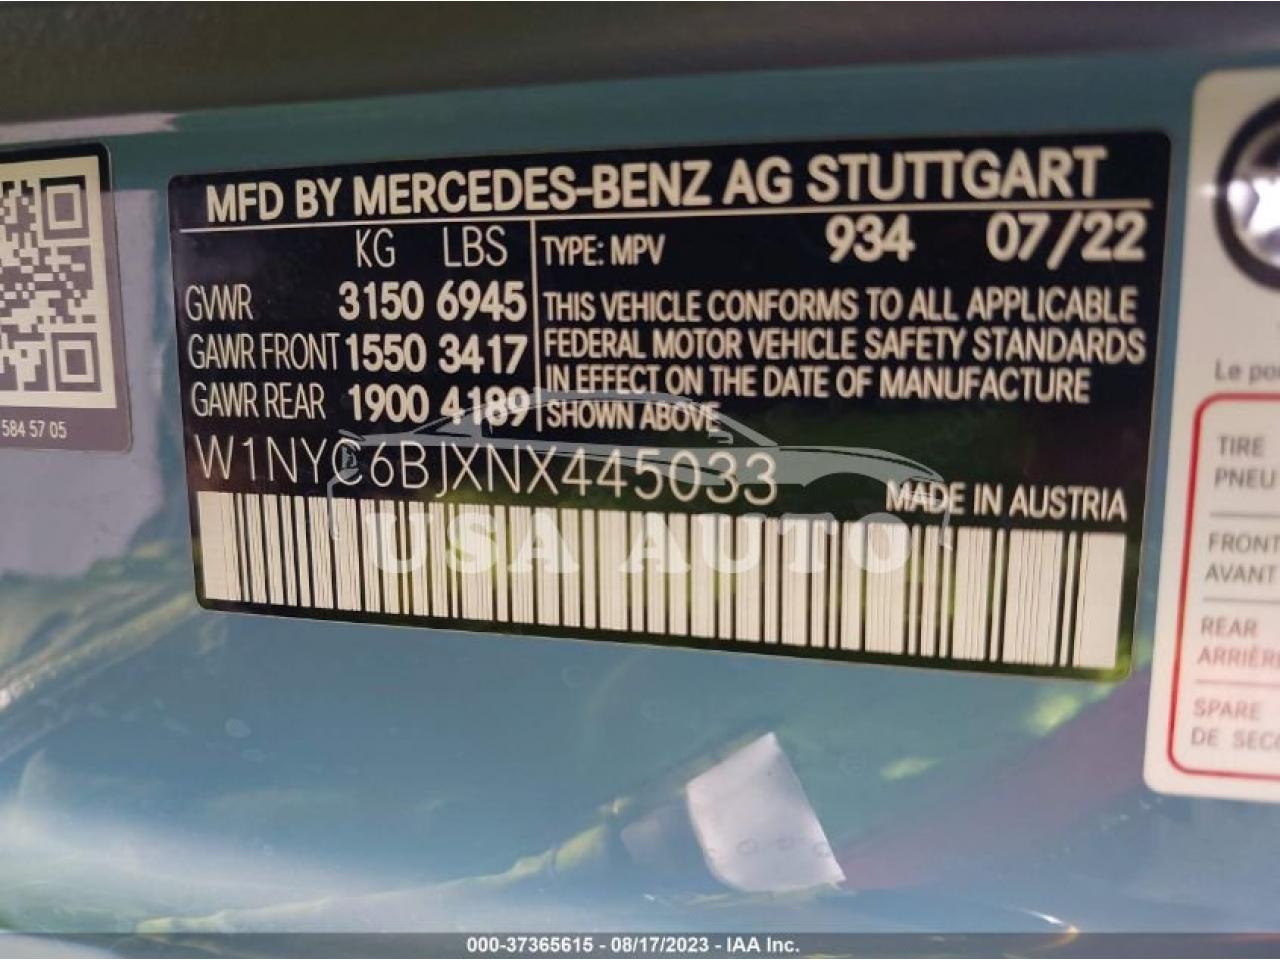 MFD BY MERCEDES-BENZ AG STUTTGART
KG LBS
GVWR 3150 6945
GAWR FRONT 1550 3417
GAWR REAR 1900 4189
TYPE: MPV 934 07/22
THIS VEHICLE CONFORMS TO ALL APPLICABLE
FEDERAL MOTOR VEHICLE SAFETY STANDARDS
IN EFFECT ON THE DATE OF MANUFACTURE
SHOWN ABOVE
W1NYC6BJXNX445033
MADE IN AUSTRIA
USA AUTO
584 57 05
Le
TIRE
PNEU
FRONT
AVANT
REAR
ARRIÈRE
SPARE
DE
000-37365615 - 08/17/2023 - IAA Inc.